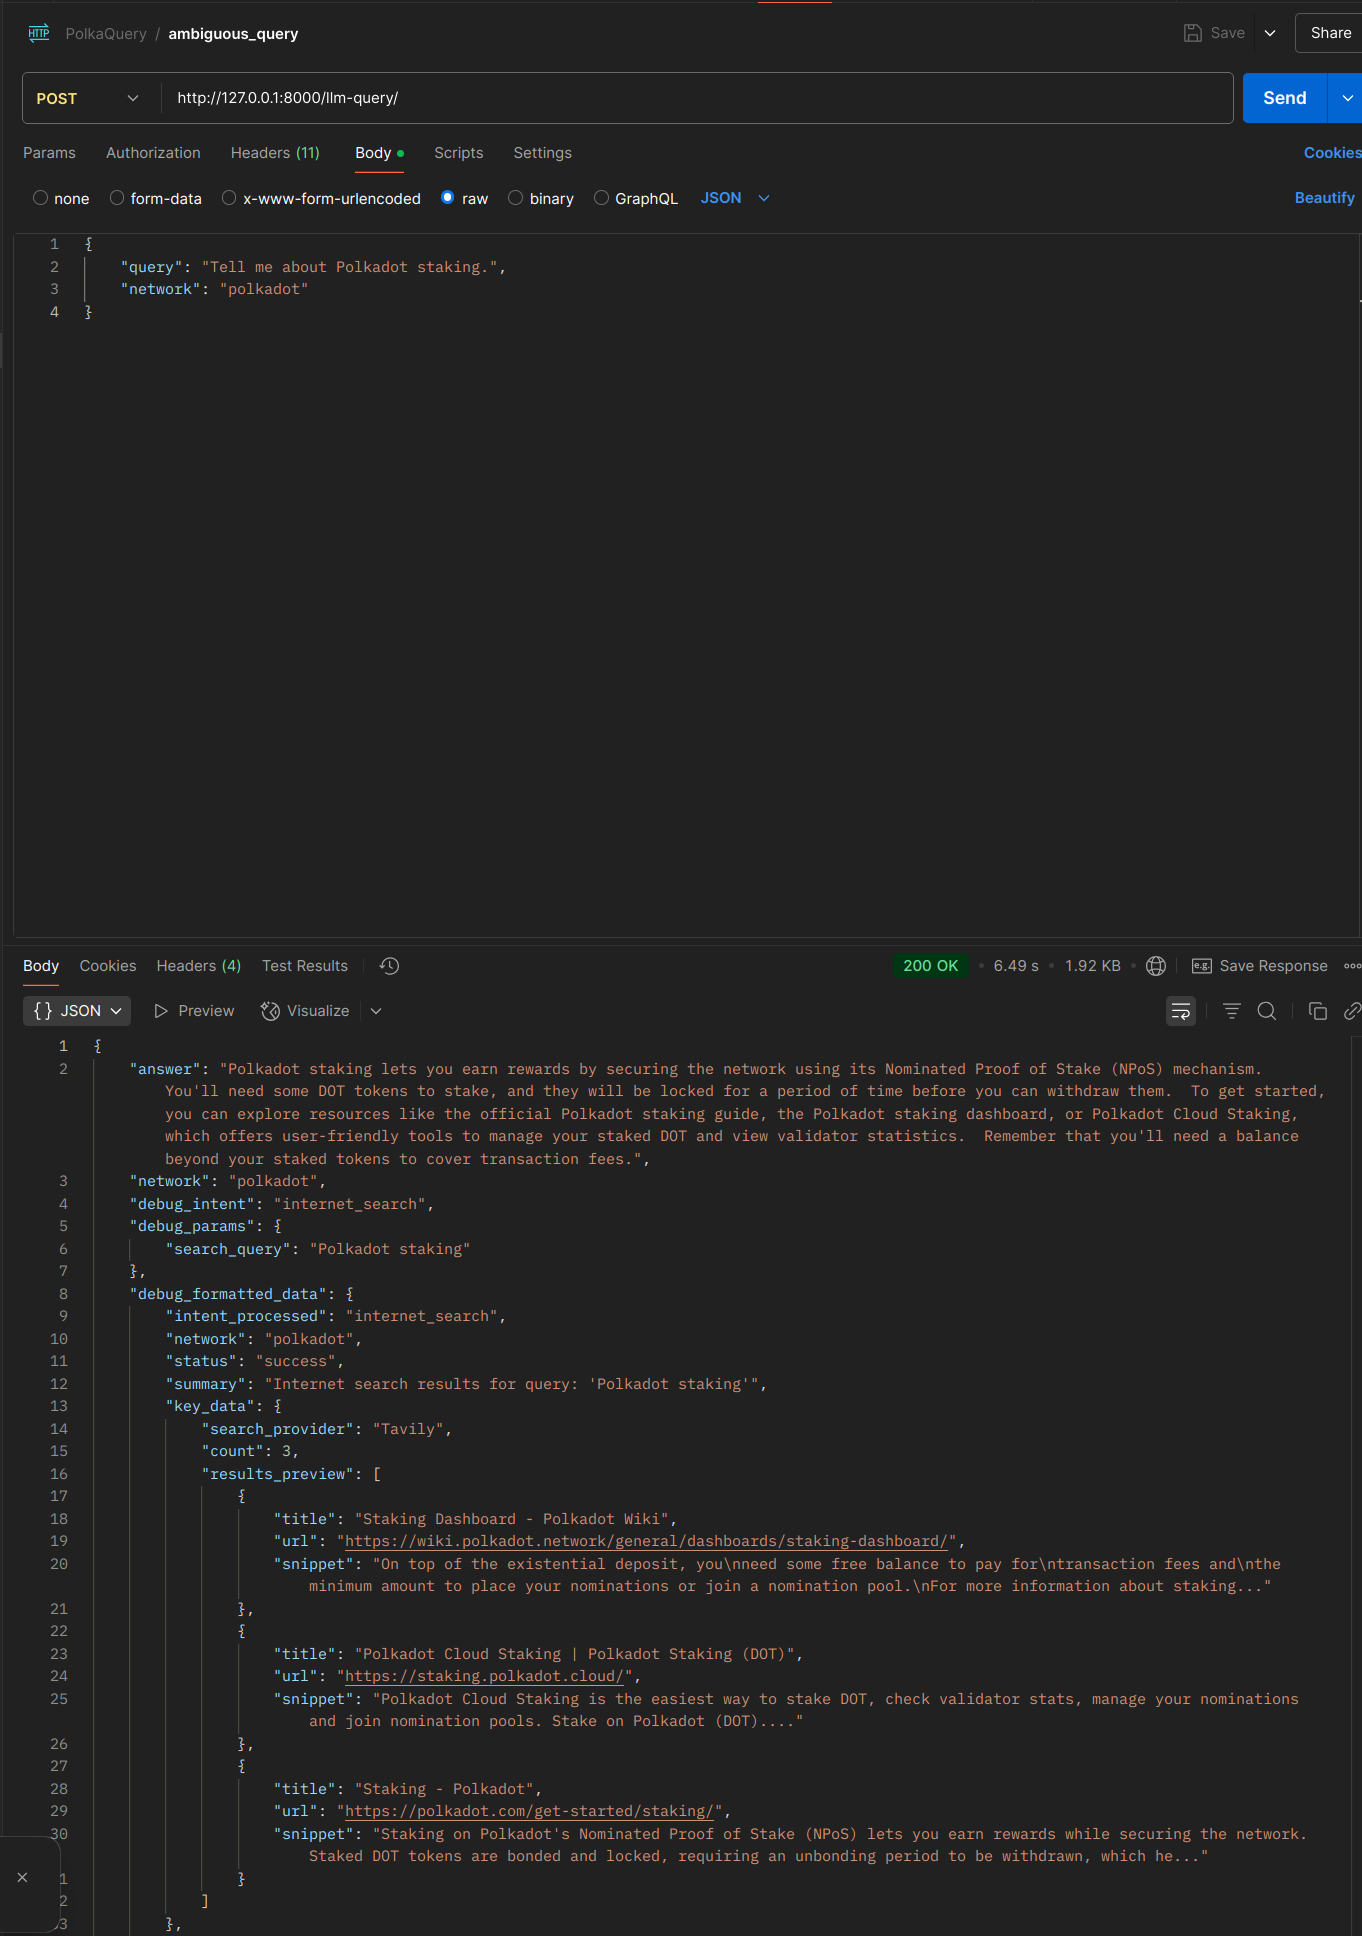 HTTP PolkaQuery / ambiguous_query Save Share
POST http://127.0.0.1:8000/llm-query/ Send
Params Authorization Headers (11) Body Scripts Settings Cookies
none form-data x-www-form-urlencoded raw binary GraphQL JSON Beautify
1 {
2 "query": "Tell me about Polkadot staking.",
3 "network": "polkadot"
4 }
Body Cookies Headers (4) Test Results 200 OK • 6.49 s • 1.92 KB • e.g. Save Response
{} JSON Preview Visualize
1 {
2 "answer": "Polkadot staking lets you earn rewards by securing the network using its Nominated Proof of Stake (NPoS) mechanism.
You'll need some DOT tokens to stake, and they will be locked for a period of time before you can withdraw them.  To get started,
you can explore resources like the official Polkadot staking guide, the Polkadot staking dashboard, or Polkadot Cloud Staking,
which offers user-friendly tools to manage your staked DOT and view validator statistics.  Remember that you'll need a balance
beyond your staked tokens to cover transaction fees.",
3 "network": "polkadot",
4 "debug_intent": "internet_search",
5 "debug_params": {
6 "search_query": "Polkadot staking"
7 },
8 "debug_formatted_data": {
9 "intent_processed": "internet_search",
10 "network": "polkadot",
11 "status": "success",
12 "summary": "Internet search results for query: 'Polkadot staking'",
13 "key_data": {
14 "search_provider": "Tavily",
15 "count": 3,
16 "results_preview": [
17 {
18 "title": "Staking Dashboard - Polkadot Wiki",
19 "url": "https://wiki.polkadot.network/general/dashboards/staking-dashboard/",
20 "snippet": "On top of the existential deposit, you\nneed some free balance to pay for\ntransaction fees and\nthe
minimum amount to place your nominations or join a nomination pool.\nFor more information about staking..."
21 },
22 {
23 "title": "Polkadot Cloud Staking | Polkadot Staking (DOT)",
24 "url": "https://staking.polkadot.cloud/",
25 "snippet": "Polkadot Cloud Staking is the easiest way to stake DOT, check validator stats, manage your nominations
and join nomination pools. Stake on Polkadot (DOT)...."
26 },
27 {
28 "title": "Staking - Polkadot",
29 "url": "https://polkadot.com/get-started/staking/",
30 "snippet": "Staking on Polkadot's Nominated Proof of Stake (NPoS) lets you earn rewards while securing the network.
Staked DOT tokens are bonded and locked, requiring an unbonding period to be withdrawn, which he..."
1 }
2 ]
33 },